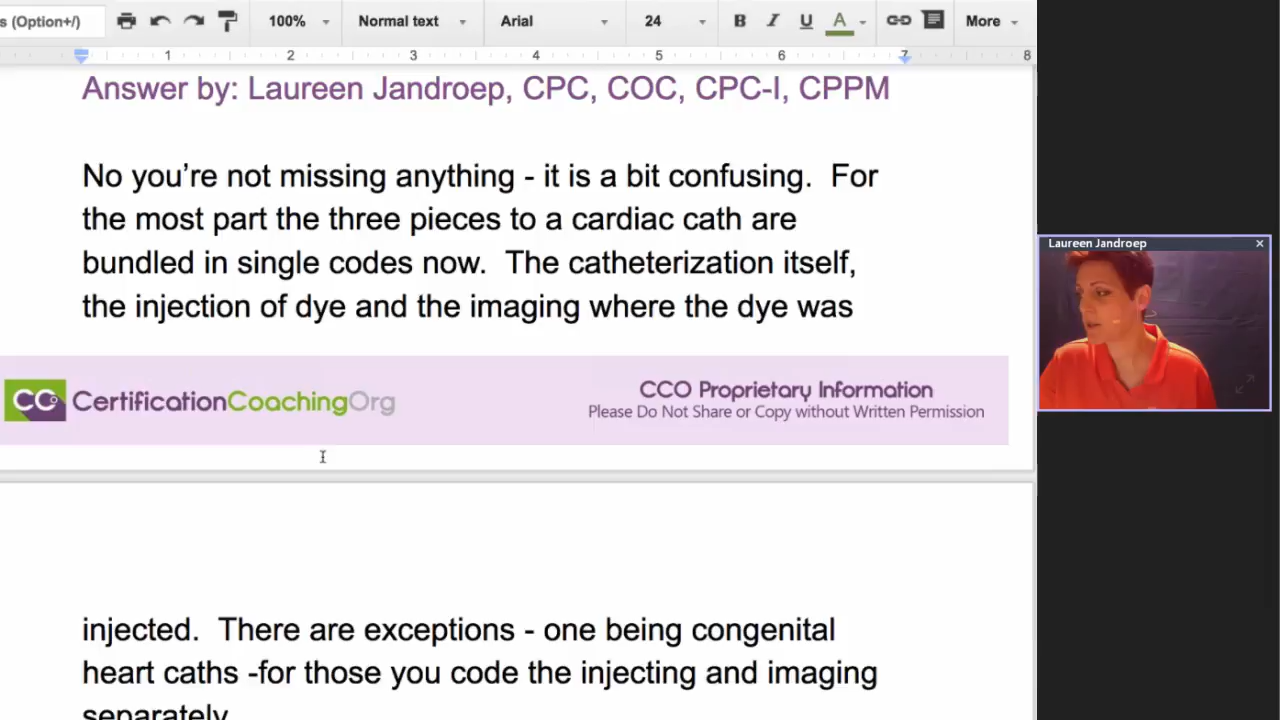 s (Option+/)
100%
Normal text
Arial
24
B
I
U
A
More
1
2
3
4
5
6
7
8
Answer by: Laureen Jandroep, CPC, COC, CPC-I, CPPM
No you’re not missing anything - it is a bit confusing.  For
the most part the three pieces to a cardiac cath are
bundled in single codes now.  The catheterization itself,
the injection of dye and the imaging where the dye was
CCO
CertificationCoachingOrg
CCO Proprietary Information
Please Do Not Share or Copy without Written Permission
injected.  There are exceptions - one being congenital
heart caths -for those you code the injecting and imaging
separately
Laureen Jandroep